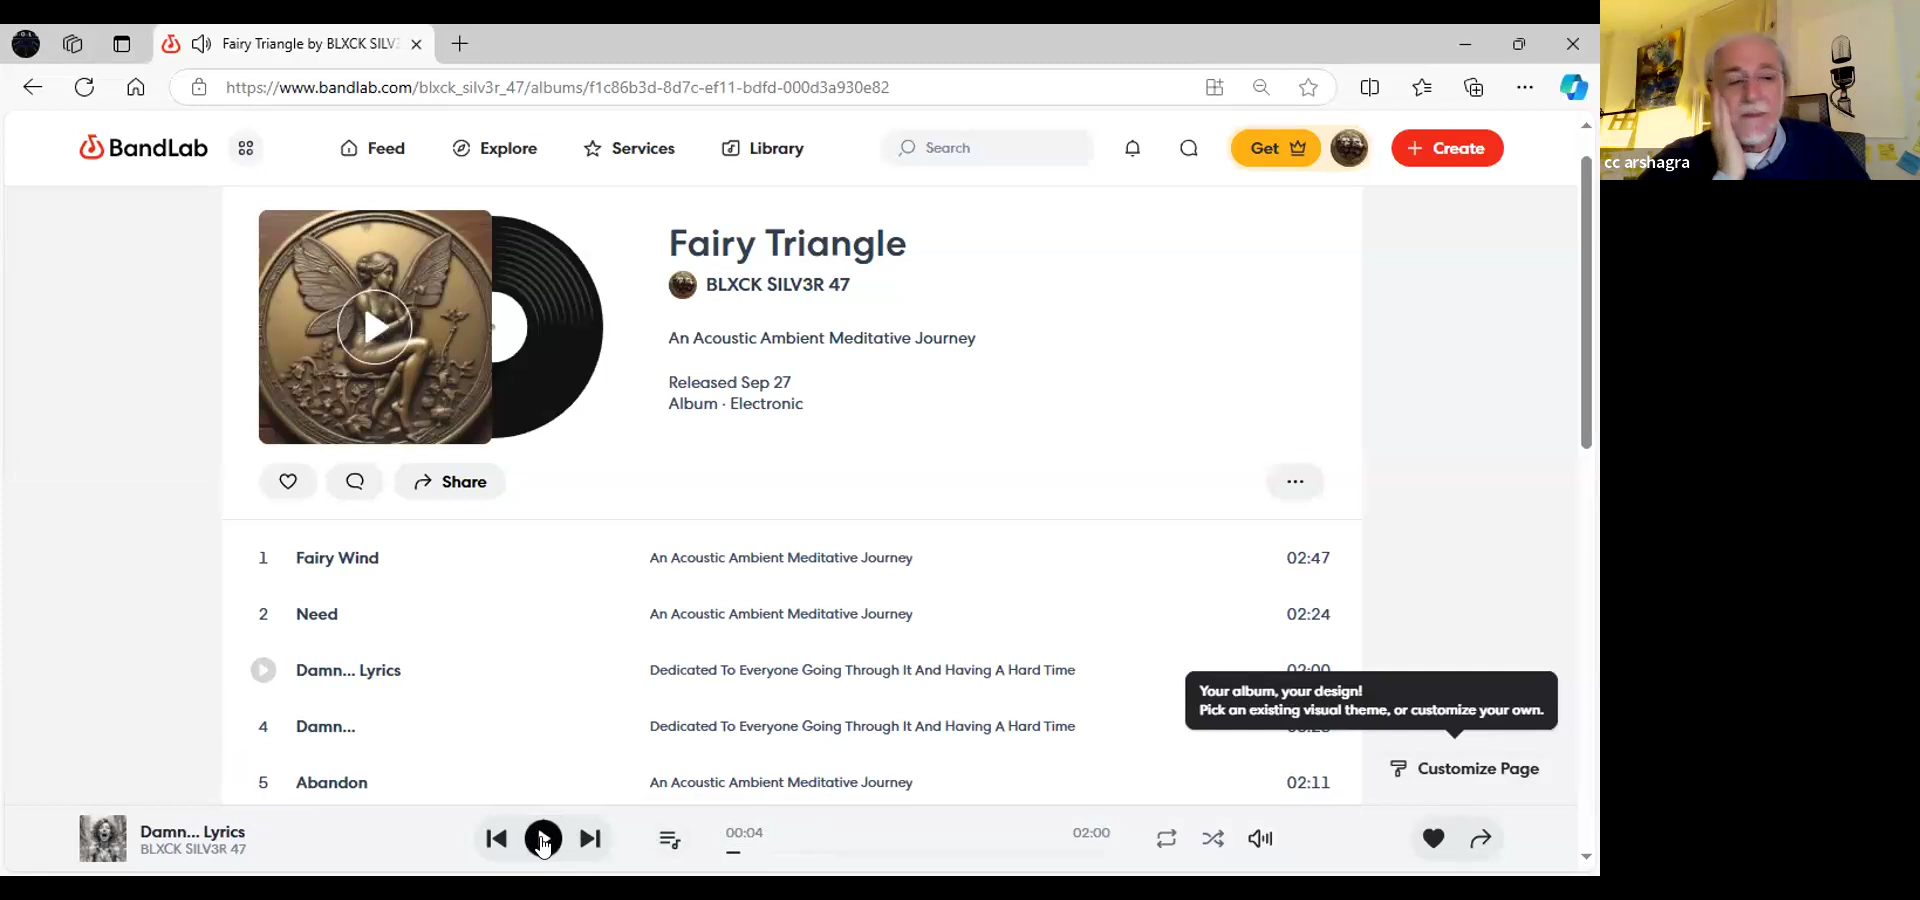 Fairy Triangle by BLXCK SILV
https://www.bandlab.com/blxck_silv3r_47/albums/f1c86b3d-8d7c-ef11-bdfd-000d3a930e82
BandLab
Feed
Explore
Services
Library
Search
Get
Create
cc arshagra
Fairy Triangle
BLXCK SILV3R 47
An Acoustic Ambient Meditative Journey
Released Sep 27
Album · Electronic
Share
1 Fairy Wind An Acoustic Ambient Meditative Journey 02:47
2 Need An Acoustic Ambient Meditative Journey 02:24
Damn... Lyrics Dedicated To Everyone Going Through It And Having A Hard Time 02:00
Your album, your design!
Pick an existing visual theme, or customize your own.
4 Damn... Dedicated To Everyone Going Through It And Having A Hard Time
Customize Page
5 Abandon An Acoustic Ambient Meditative Journey 02:11
Damn... Lyrics
BLXCK SILV3R 47
00:04
02:00